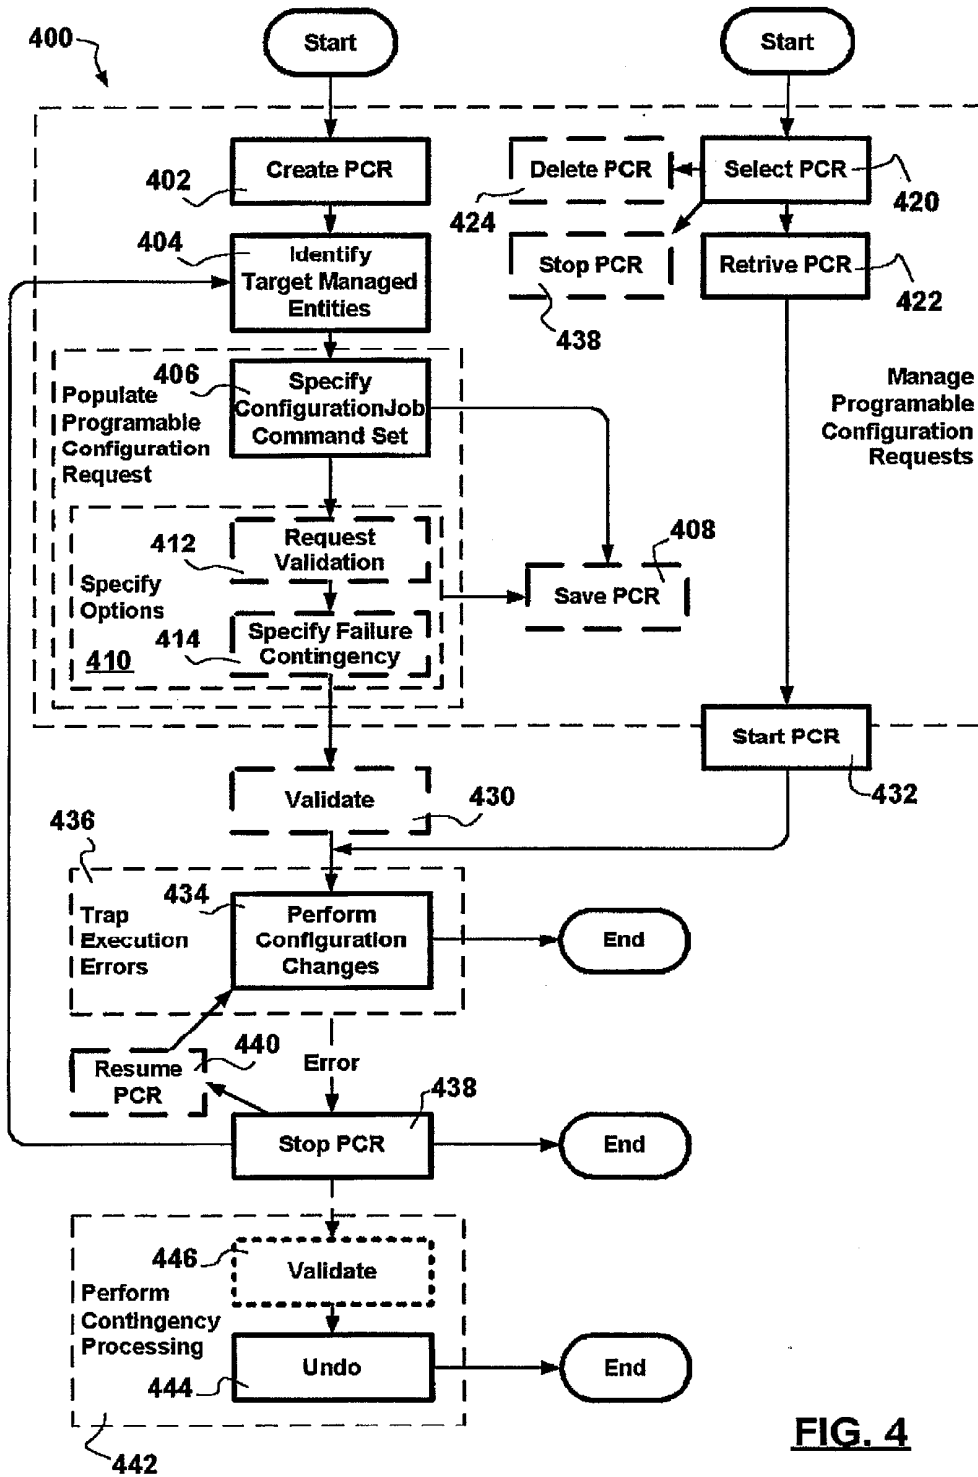 400
Start
Start
Create PCR
402
Delete PCR
424
Select PCR
420
404
Identify
Target Managed
Entities
Stop PCR
438
Retrive PCR
422
Populate
Programable
Configuration
Request
406
Specify
ConfigurationJob
Command Set
Manage
Programable
Configuration
Requests
412
Request
Validation
Specify
Options
410
414
Specify Failure
Contingency
408
Save PCR
Start PCR
432
Validate
430
436
Trap
Execution
Errors
434
Perform
Configuration
Changes
End
Resume
PCR
440
Error
438
Stop PCR
End
446
Validate
Perform
Contingency
Processing
Undo
444
End
442
FIG. 4